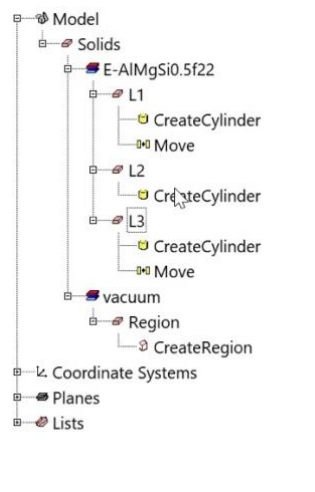 Model
Solids
E-AlMgSi0.5f22
L1
CreateCylinder
Move
L2
CreateCylinder
L3
CreateCylinder
Move
vacuum
Region
CreateRegion
Coordinate Systems
Planes
Lists